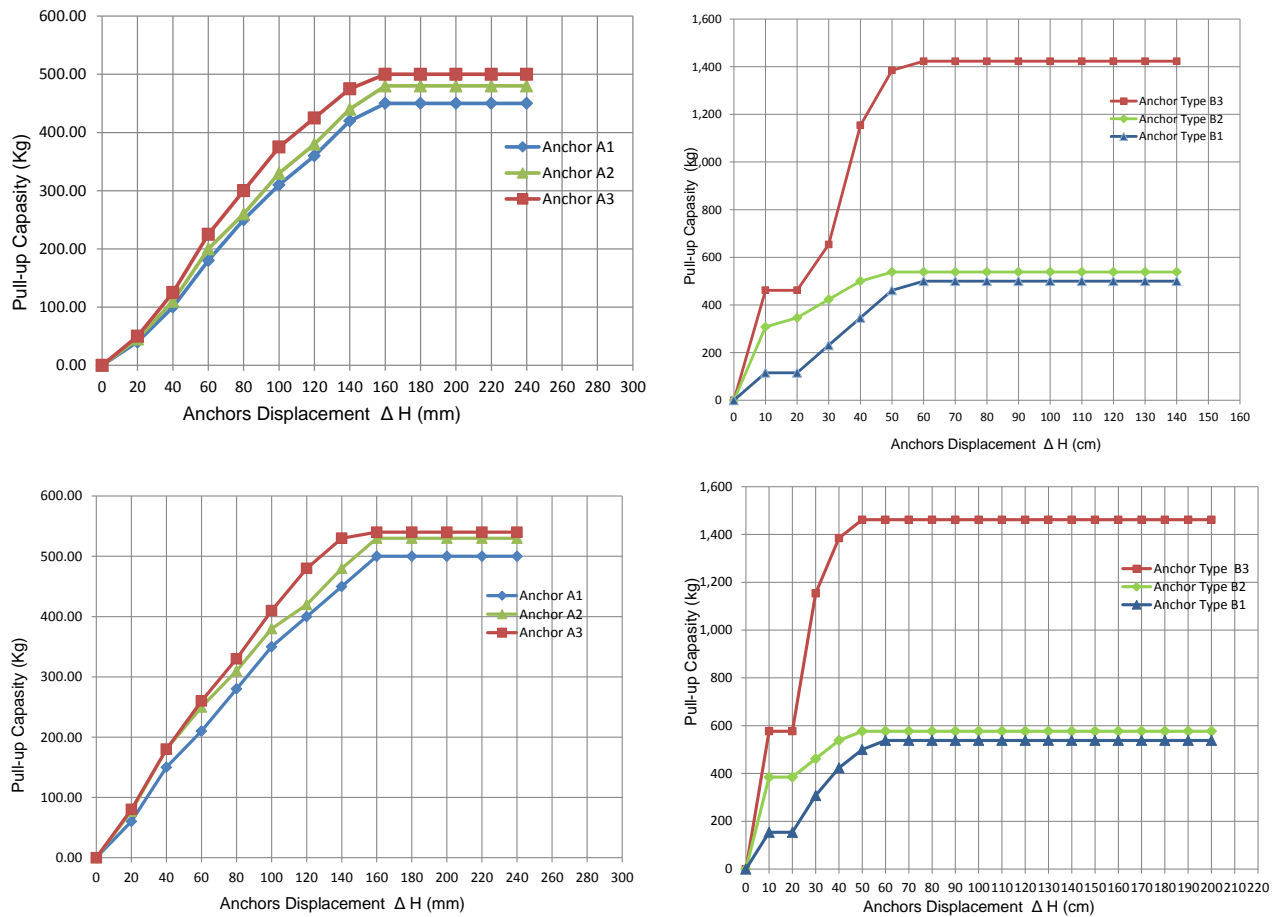 600.00
500.00
400.00
300.00
200.00
100.00
0.00
Pull-up Capasity (Kg)
0 20 40 60 80 100 120 140 160 180 200 220 240 260 280 300
Anchors Displacement Δ H (mm)
Anchor A1
Anchor A2
Anchor A3
1,600
1,400
1,200
1,000
800
600
400
200
0
Pull-up Capasity (kg)
0 10 20 30 40 50 60 70 80 90 100 110 120 130 140 150 160
Anchors Displacement Δ H (cm)
Anchor Type B3
Anchor Type B2
Anchor Type B1
600.00
500.00
400.00
300.00
200.00
100.00
0.00
Pull-up Capasity (Kg)
0 20 40 60 80 100 120 140 160 180 200 220 240 260 280 300
Anchors Displacement Δ H (mm)
Anchor A1
Anchor A2
Anchor A3
1,600
1,400
1,200
1,000
800
600
400
200
0
Pull-up Capasity (kg)
0 10 20 30 40 50 60 70 80 90 100 110 120 130 140 150 160 170 180 190 200 210
Anchors Displacement Δ H (cm)
Anchor Type B3
Anchor Type B2
Anchor Type B1